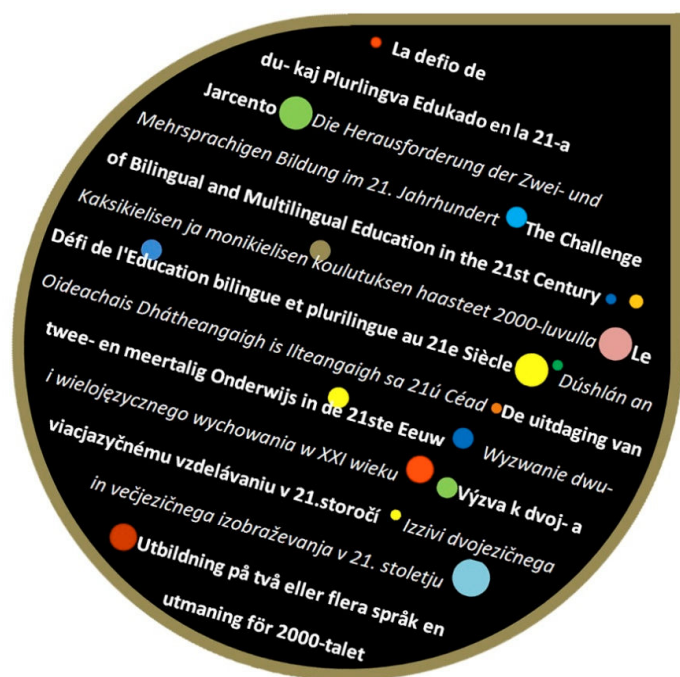 La defio de
du- kaj Plurlingva Edukado en la 21-a
Jarcento Die Herausforderung der Zwei- und
Mehrsprachigen Bildung im 21. Jahrhundert The Challenge
of Bilingual and Multilingual Education in the 21st Century
Kaksikielisen ja monikielisen koulutuksen haasteet 2000-luvulla Le
Défi de l'Education bilingue et plurilingue au 21e Siècle Dúshlán an
Oideachais Dhátheangaigh is Ilteangaigh sa 21ú Céad De uitdaging van
twee- en meertalig Onderwijs in de 21ste Eeuw Wyzwanie dwu-
i wielojęzycznego wychowania w XXI wieku Výzva k dvoj- a
viacjazyčnému vzdelávaniu v 21.storočí Izzivi dvojezičnega
in večjezičnega izobraževanja v 21. stoletju
Utbildning på två eller flera språk en
utmaning för 2000-talet